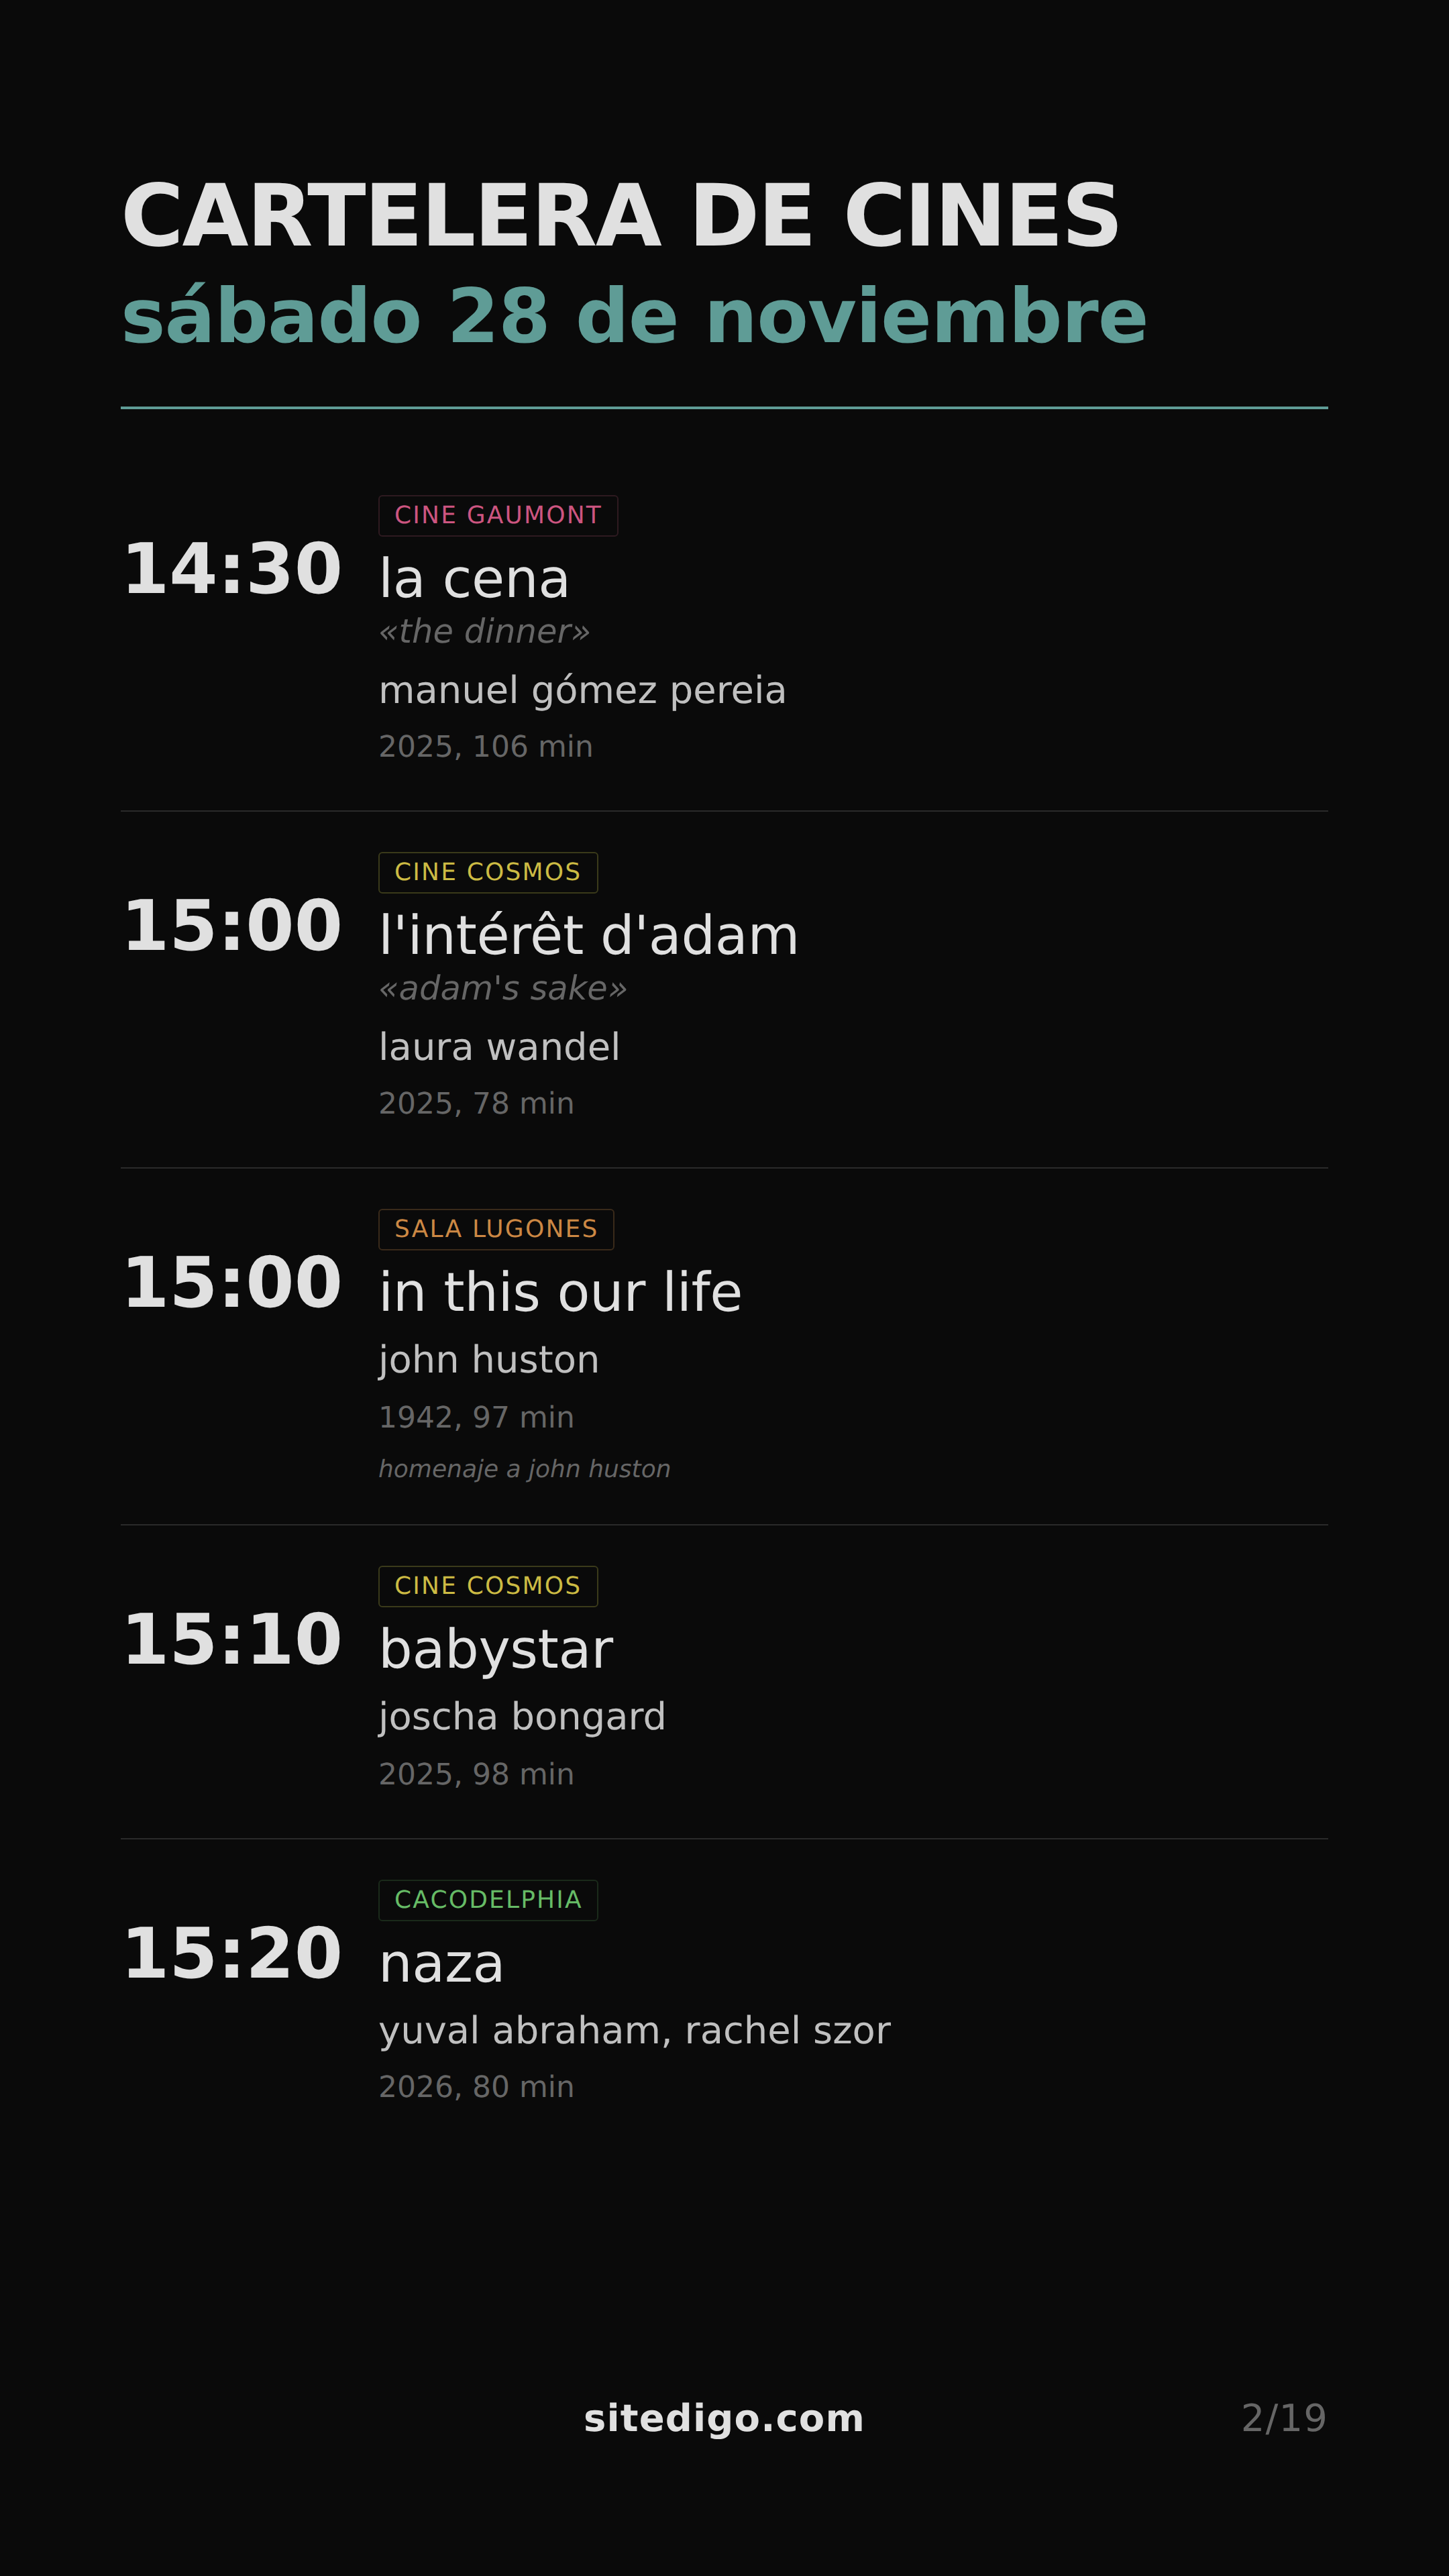 CARTELERA DE CINES
sábado 28 de noviembre
CINE GAUMONT
14:30
la cena
«the dinner»
manuel gómez pereia
2025, 106 min
CINE COSMOS
15:00
l'intérêt d'adam
«adam's sake»
laura wandel
2025, 78 min
SALA LUGONES
15:00
in this our life
john huston
1942, 97 min
homenaje a john huston
CINE COSMOS
15:10
babystar
joscha bongard
2025, 98 min
CACODELPHIA
15:20
naza
yuval abraham, rachel szor
2026, 80 min
sitedigo.com
2/19